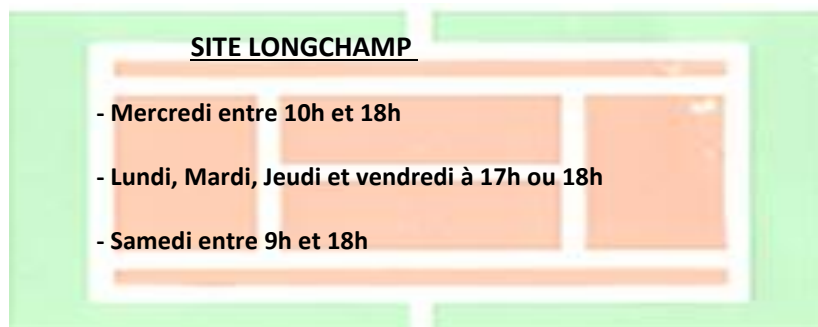 SITE LONGCHAMP
- Mercredi entre 10h et 18h
- Lundi, Mardi, Jeudi et vendredi à 17h ou 18h
- Samedi entre 9h et 18h